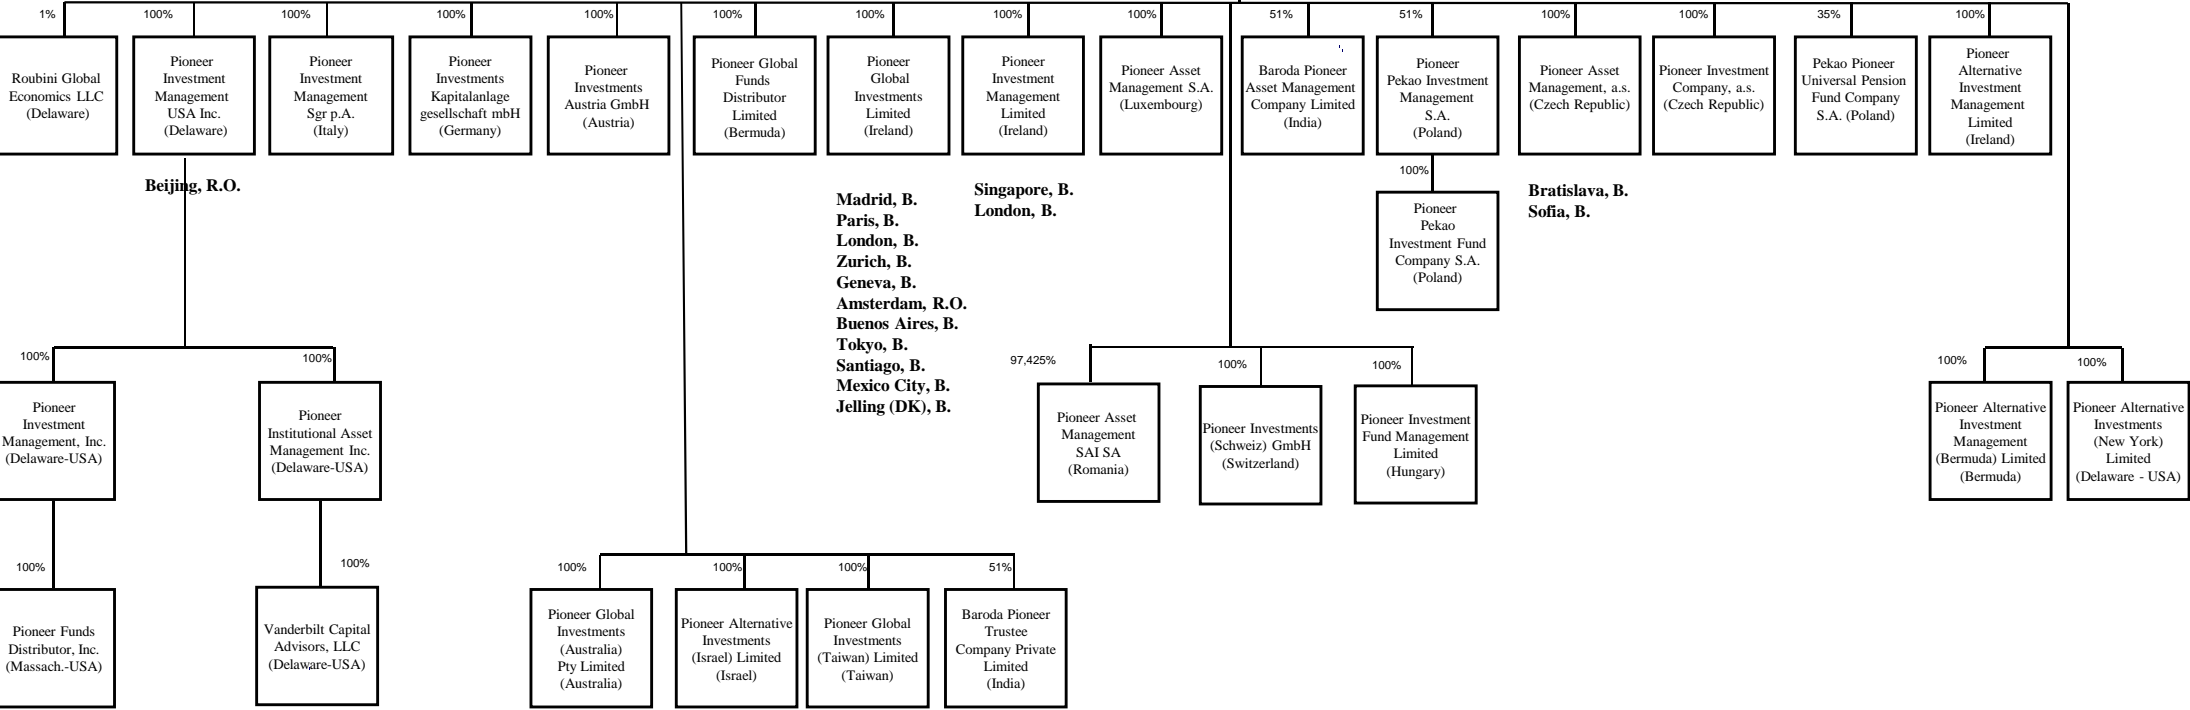 1%
100%
100%
100%
100%
100%
100%
100%
100%
51%
51%
100%
100%
35%
100%
Roubini Global
Economics LLC
(Delaware)
Pioneer
Investment
Management
USA Inc.
(Delaware)
Pioneer
Investment
Management
Sgr p.A.
(Italy)
Pioneer
Investments
Kapitalanlage
gesellschaft mbH
(Germany)
Pioneer
Investments
Austria GmbH
(Austria)
Pioneer Global
Funds
Distributor
Limited
(Bermuda)
Pioneer
Global
Investments
Limited
(Ireland)
Pioneer
Investment
Management
Limited
(Ireland)
Pioneer Asset
Management S.A.
(Luxembourg)
Baroda Pioneer
Asset Management
Company Limited
(India)
Pioneer
Pekao Investment
Management
S.A.
(Poland)
Pioneer Asset
Management, a.s.
(Czech Republic)
Pioneer Investment
Company, a.s.
(Czech Republic)
Pekao Pioneer
Universal Pension
Fund Company
S.A. (Poland)
Pioneer
Alternative
Investment
Management
Limited
(Ireland)
Beijing, R.O.
Madrid, B.
Paris, B.
London, B.
Zurich, B.
Geneva, B.
Amsterdam, R.O.
Buenos Aires, B.
Tokyo, B.
Santiago, B.
Mexico City, B.
Jelling (DK), B.
Singapore, B.
London, B.
100%
Pioneer
Pekao
Investment Fund
Company S.A.
(Poland)
Bratislava, B.
Sofia, B.
100%
100%
97,425%
100%
100%
100%
100%
Pioneer
Investment
Management, Inc.
(Delaware-USA)
Pioneer
Institutional Asset
Management Inc.
(Delaware-USA)
Pioneer Asset
Management
SAI SA
(Romania)
Pioneer Investments
(Schweiz) GmbH
(Switzerland)
Pioneer Investment
Fund Management
Limited
(Hungary)
Pioneer Alternative
Investment
Management
(Bermuda) Limited
(Bermuda)
Pioneer Alternative
Investments
(New York)
Limited
(Delaware - USA)
100%
100%
100%
100%
100%
51%
Pioneer Funds
Distributor, Inc.
(Massach.-USA)
Vanderbilt Capital
Advisors, LLC
(Delaware-USA)
Pioneer Global
Investments
(Australia)
Pty Limited
(Australia)
Pioneer Alternative
Investments
(Israel) Limited
(Israel)
Pioneer Global
Investments
(Taiwan) Limited
(Taiwan)
Baroda Pioneer
Trustee
Company Private
Limited
(India)